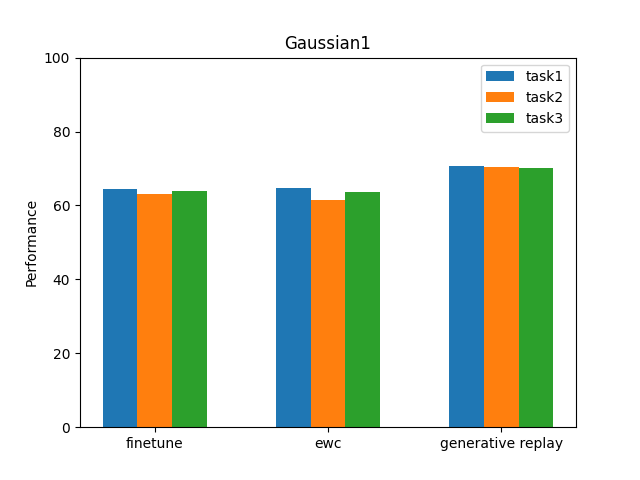 Gaussian1
100
80
60
40
20
0
Performance
task1
task2
task3
finetune
ewc
generative replay